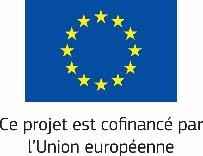 Ce projet est cofinancé par
l'Union européenne